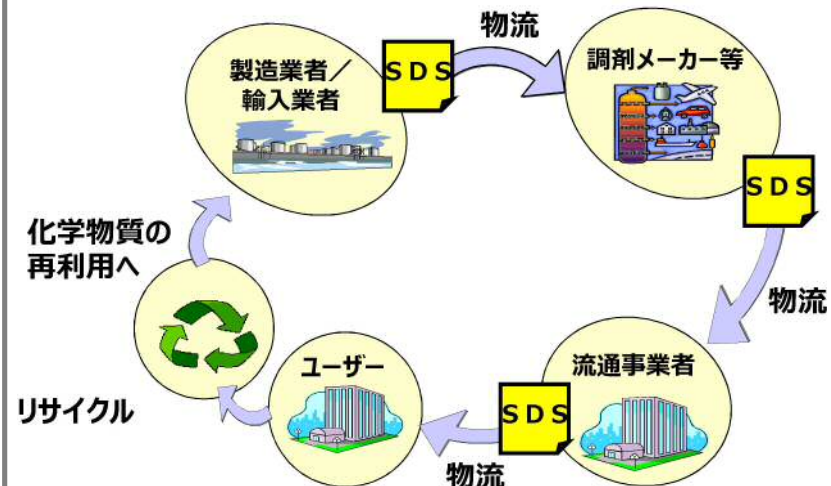 物流
SDS
製造業者／
輸入業者
調剤メーカー等
SDS
化学物質の
再利用へ
物流
ユーザー
流通事業者
SDS
リサイクル
物流